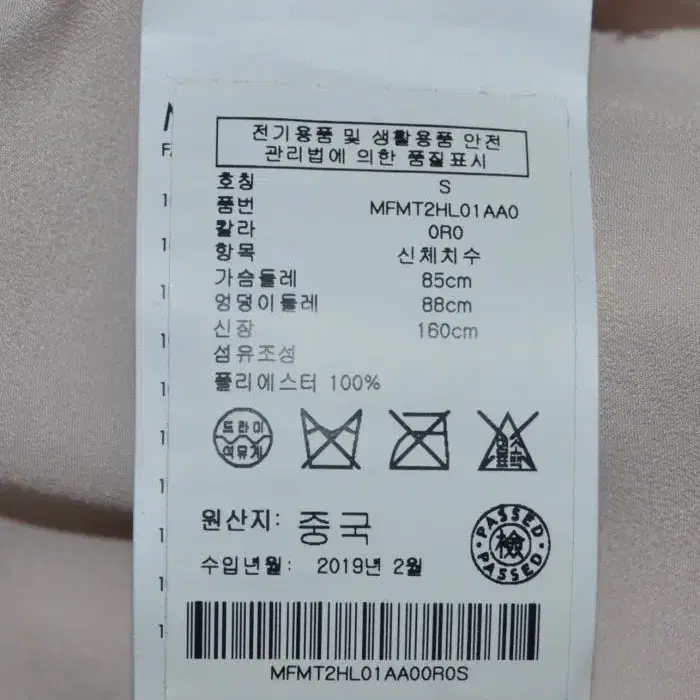 전기용품 및 생활용품 안전
관리법에 의한 품질표시
호칭 S
품번 MFMT2HL01AA0
칼라 0R0
항목 신체치수
가슴둘레 85cm
엉덩이둘레 88cm
신장 160cm
섬유조성
폴리에스터 100%
드라이
석유계
염소
표백
원산지: 중국
PASSED
檢
PASSED
수입년월: 2019년 2월
MFMT2HL01AA00R0S